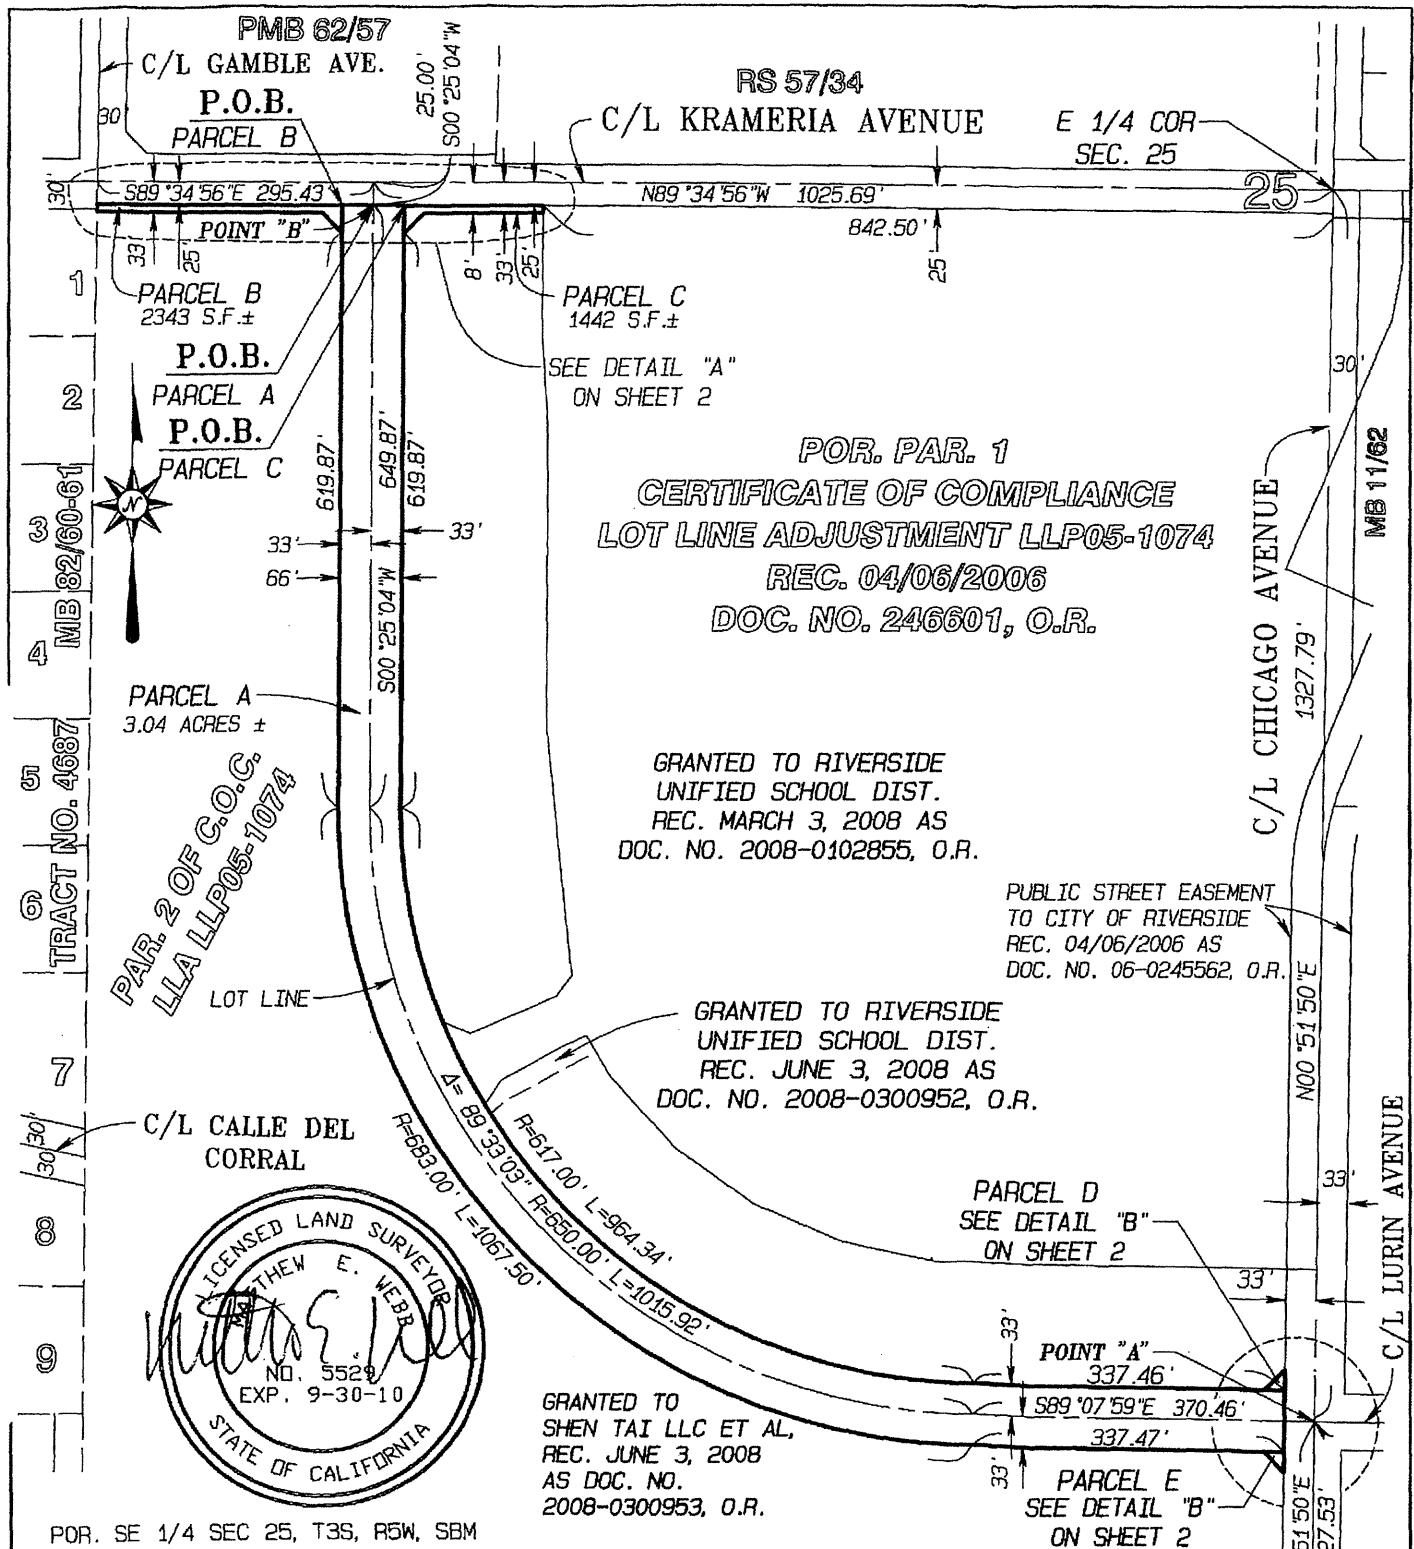 PMB 62/57
C/L GAMBLE AVE.
25.00'
S00°25'04"W
RS 57/34
C/L KRAMERIA AVENUE
E 1/4 COR
SEC. 25
30'
P.O.B.
PARCEL B
30'
S89°34'56"E 295.43'
N89°34'56"W 1025.69'
25
POINT "B"
842.50'
33'
25'
8'
33'
25'
25'
1
PARCEL B
2343 S.F.±
PARCEL C
1442 S.F.±
P.O.B.
PARCEL A
SEE DETAIL "A"
ON SHEET 2
30'
2
P.O.B.
PARCEL C
619.87'
649.87'
619.87'
POR. PAR. 1
CERTIFICATE OF COMPLIANCE
LOT LINE ADJUSTMENT LLP05-1074
REC. 04/06/2006
DOC. NO. 246601, O.R.
MB 11/62
3
MB 82/60-61
N
33'
33'
66'
S00°25'04"W
4
C/L CHICAGO AVENUE
1327.79'
PARCEL A
3.04 ACRES ±
5
TRACT NO. 4687
PAR. 2 OF C.O.C.
LLA LLP05-1074
GRANTED TO RIVERSIDE
UNIFIED SCHOOL DIST.
REC. MARCH 3, 2008 AS
DOC. NO. 2008-0102855, O.R.
6
PUBLIC STREET EASEMENT
TO CITY OF RIVERSIDE
REC. 04/06/2006 AS
DOC. NO. 06-0245562, O.R.
LOT LINE
GRANTED TO RIVERSIDE
UNIFIED SCHOOL DIST.
REC. JUNE 3, 2008 AS
DOC. NO. 2008-0300952, O.R.
N00°51'50"E
7
30'
30'
C/L CALLE DEL
CORRAL
Δ= 89°33'03" R=650.00' L=1015.92'
R=617.00' L=964.34'
R=683.00' L=1067.50'
33'
C/L LURIN AVENUE
PARCEL D
SEE DETAIL "B"
ON SHEET 2
8
LICENSED LAND SURVEYOR
MATTHEW E. WEBB
NO. 5529
EXP. 9-30-10
STATE OF CALIFORNIA
33'
9
33'
POINT "A"
337.46'
S89°07'59"E 370.46'
337.47'
33'
GRANTED TO
SHEN TAI LLC ET AL,
REC. JUNE 3, 2008
AS DOC. NO.
2008-0300953, O.R.
PARCEL E
SEE DETAIL "B"
ON SHEET 2
51'50"E
27.53'
POR. SE 1/4 SEC 25, T3S, R5W, SBM